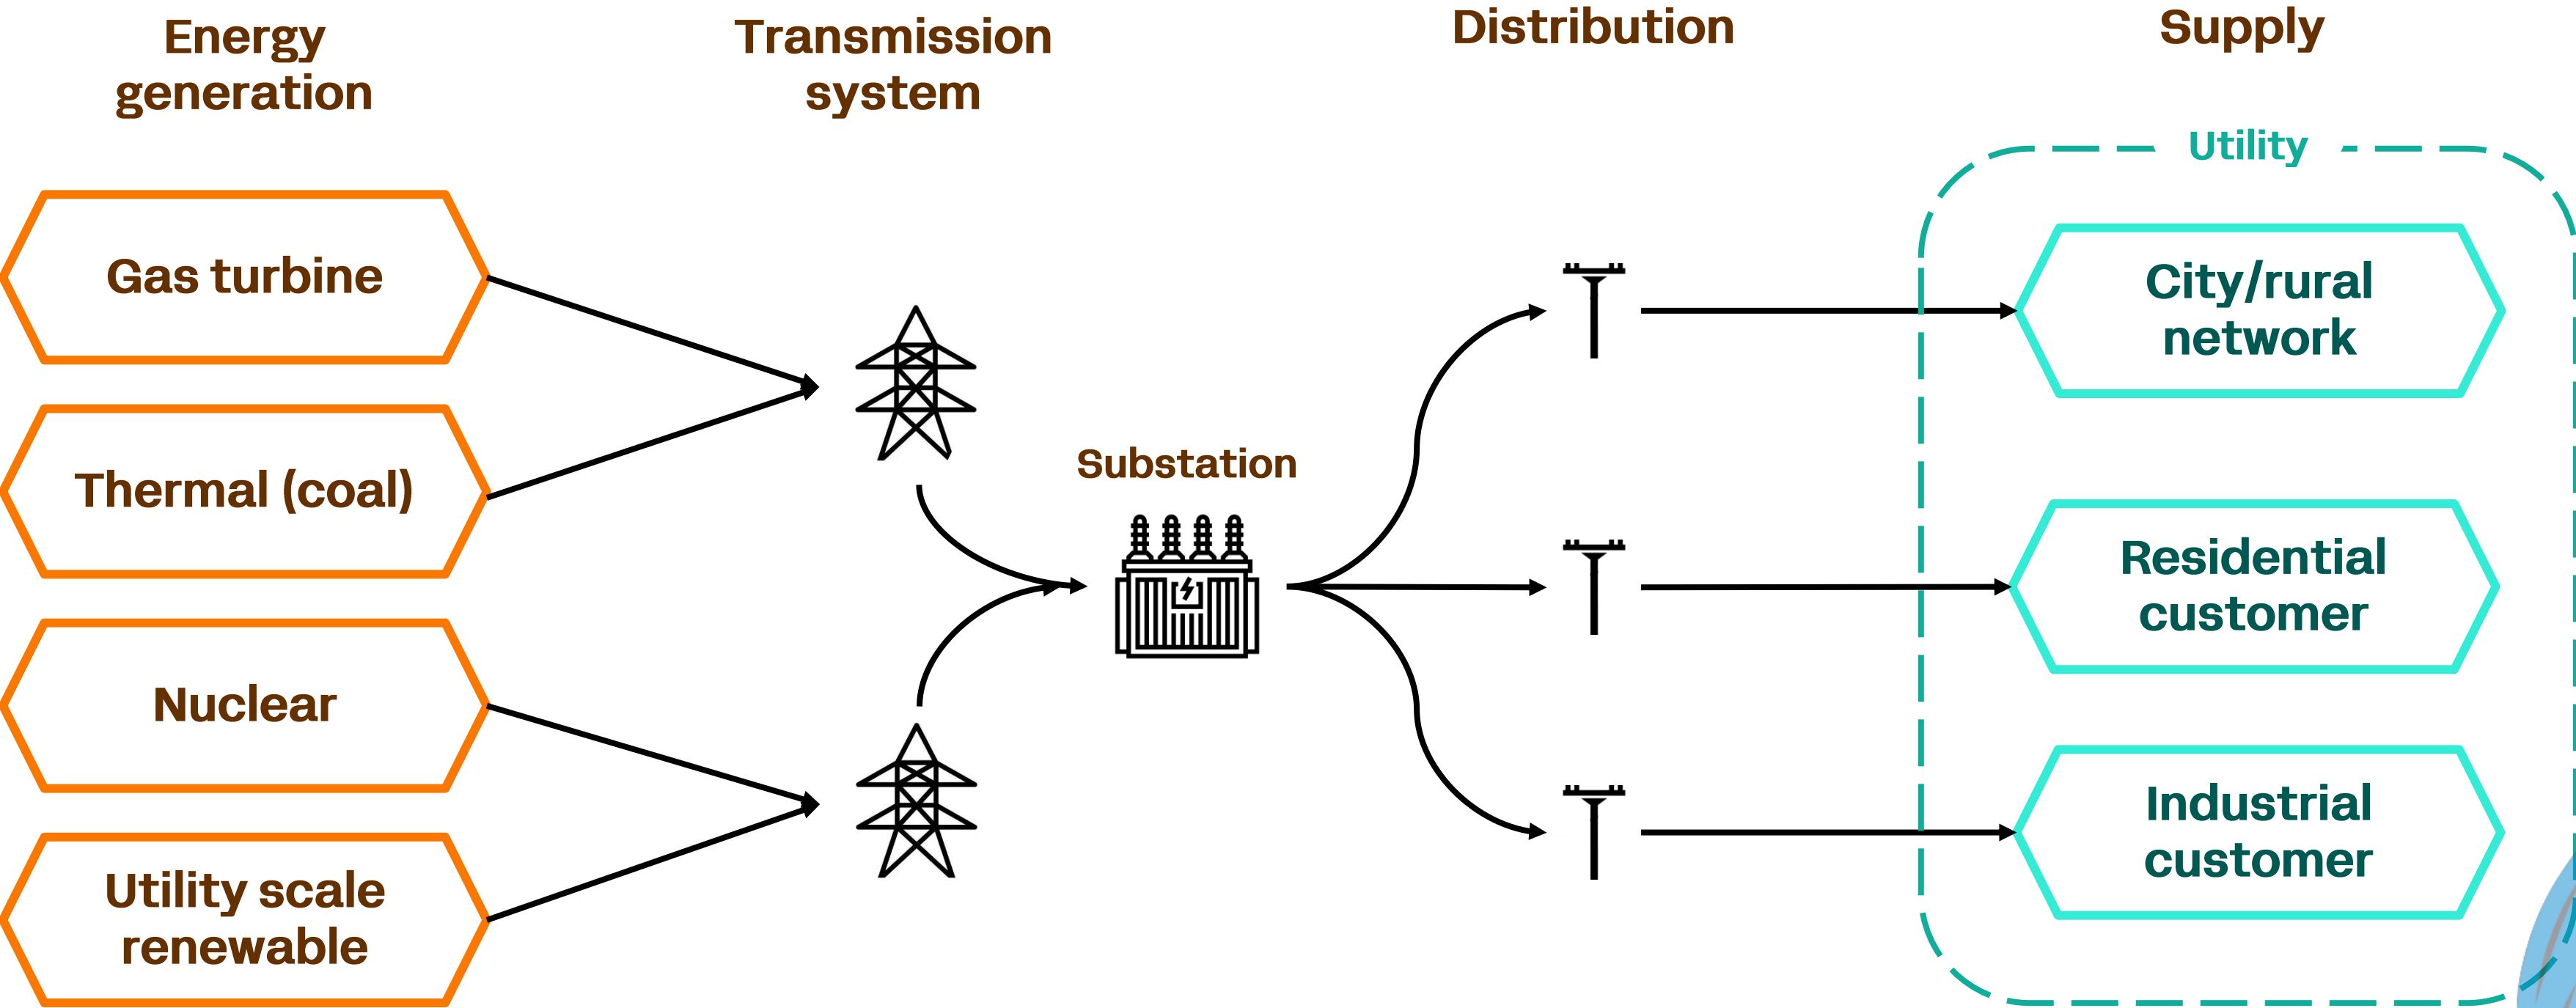 Energy
generation
Transmission
system
Distribution
Supply
Utility
Gas turbine
Thermal (coal)
Nuclear
Utility scale
renewable
Substation
City/rural
network
Residential
customer
Industrial
customer